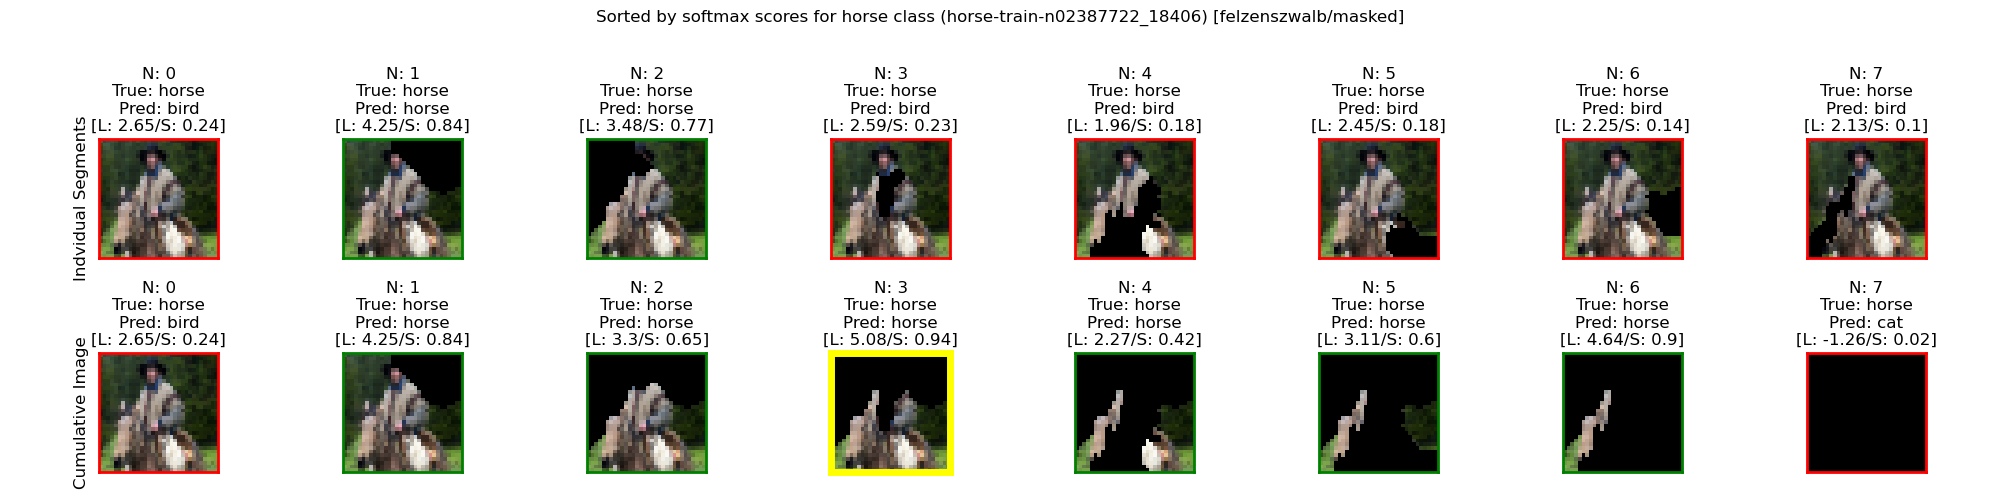 Sorted by softmax scores for horse class (horse-train-n02387722_18406) [felzenszwalb/masked]
Indvidual Segments
N: 0
True: horse
Pred: bird
[L: 2.65/S: 0.24]
N: 1
True: horse
Pred: horse
[L: 4.25/S: 0.84]
N: 2
True: horse
Pred: horse
[L: 3.48/S: 0.77]
N: 3
True: horse
Pred: bird
[L: 2.59/S: 0.23]
N: 4
True: horse
Pred: bird
[L: 1.96/S: 0.18]
N: 5
True: horse
Pred: bird
[L: 2.45/S: 0.18]
N: 6
True: horse
Pred: bird
[L: 2.25/S: 0.14]
N: 7
True: horse
Pred: bird
[L: 2.13/S: 0.1]
Cumulative Image
N: 0
True: horse
Pred: bird
[L: 2.65/S: 0.24]
N: 1
True: horse
Pred: horse
[L: 4.25/S: 0.84]
N: 2
True: horse
Pred: horse
[L: 3.3/S: 0.65]
N: 3
True: horse
Pred: horse
[L: 5.08/S: 0.94]
N: 4
True: horse
Pred: horse
[L: 2.27/S: 0.42]
N: 5
True: horse
Pred: horse
[L: 3.11/S: 0.6]
N: 6
True: horse
Pred: horse
[L: 4.64/S: 0.9]
N: 7
True: horse
Pred: cat
[L: -1.26/S: 0.02]